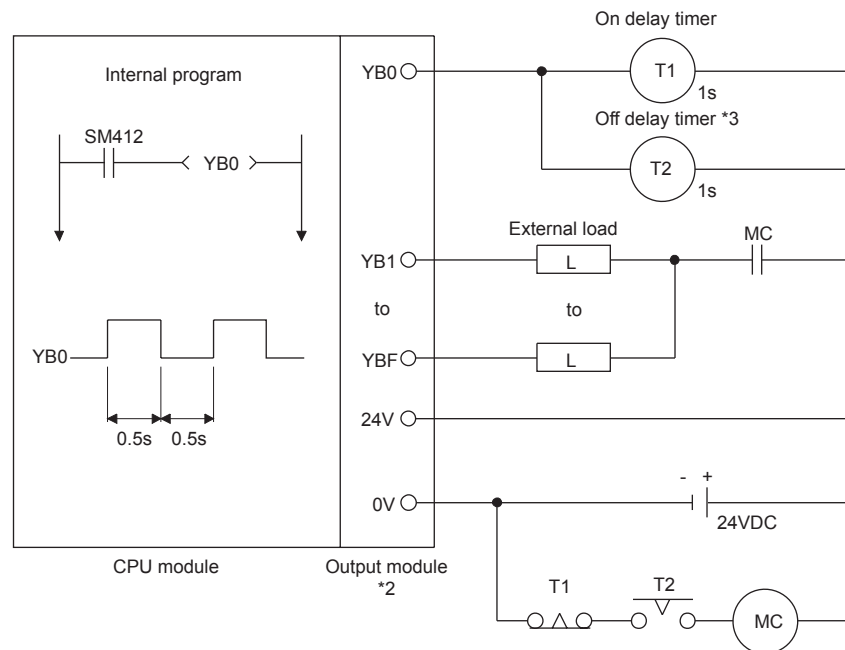 On delay timer
Internal program
YB0
T1
1s
SM412
YB0
Off delay timer *3
T2
1s
External load
MC
YB1
L
to
to
YB0
YBF
L
24V
0.5s
0.5s
- +
0V
24VDC
CPU module
Output module
*2
T1
T2
MC